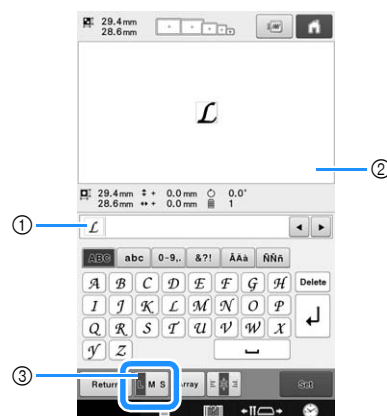 29.4mm
28.6mm
L
②
29.4mm + 0.0mm 0.0°
28.6mm + 0.0mm 1
① L
ABC abc 0-9,. &?! ÄÄä ÑÑñ
A B C D E F G H Delete
I J K L M N O P
Q R S T U V W X
Y Z
③
Return L M S Array Set